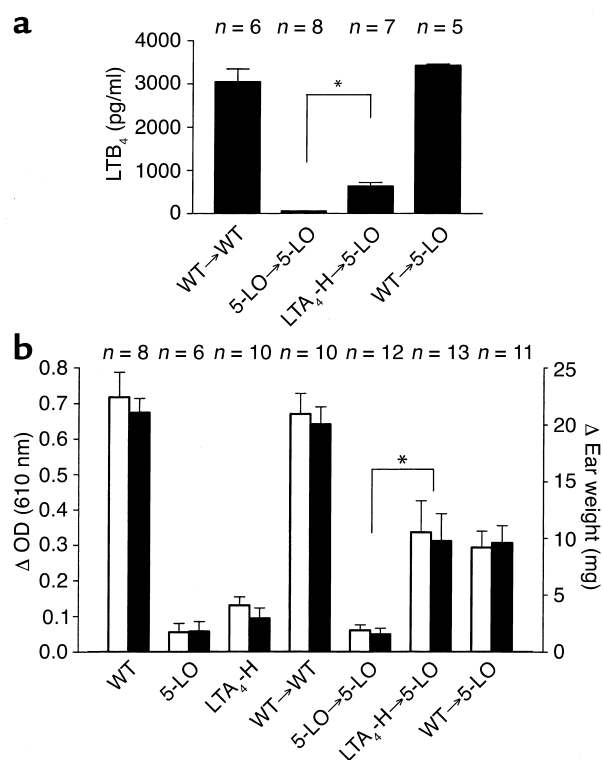 a
n = 6 n = 8 n = 7 n = 5
4000
3000
2000
1000
0
LTB4 (pg/ml)
*
WT→WT
5-LO→5-LO
LTA4-H→5-LO
WT→5-LO
b
n = 8 n = 6 n = 10 n = 10 n = 12 n = 13 n = 11
0.8
0.7
0.6
0.5
0.4
0.3
0.2
0.1
0.0
Δ OD (610 nm)
*
25
20
15
10
5
0
Δ Ear weight (mg)
WT
5-LO
LTA4-H
WT→WT
5-LO→5-LO
LTA4-H→5-LO
WT→5-LO